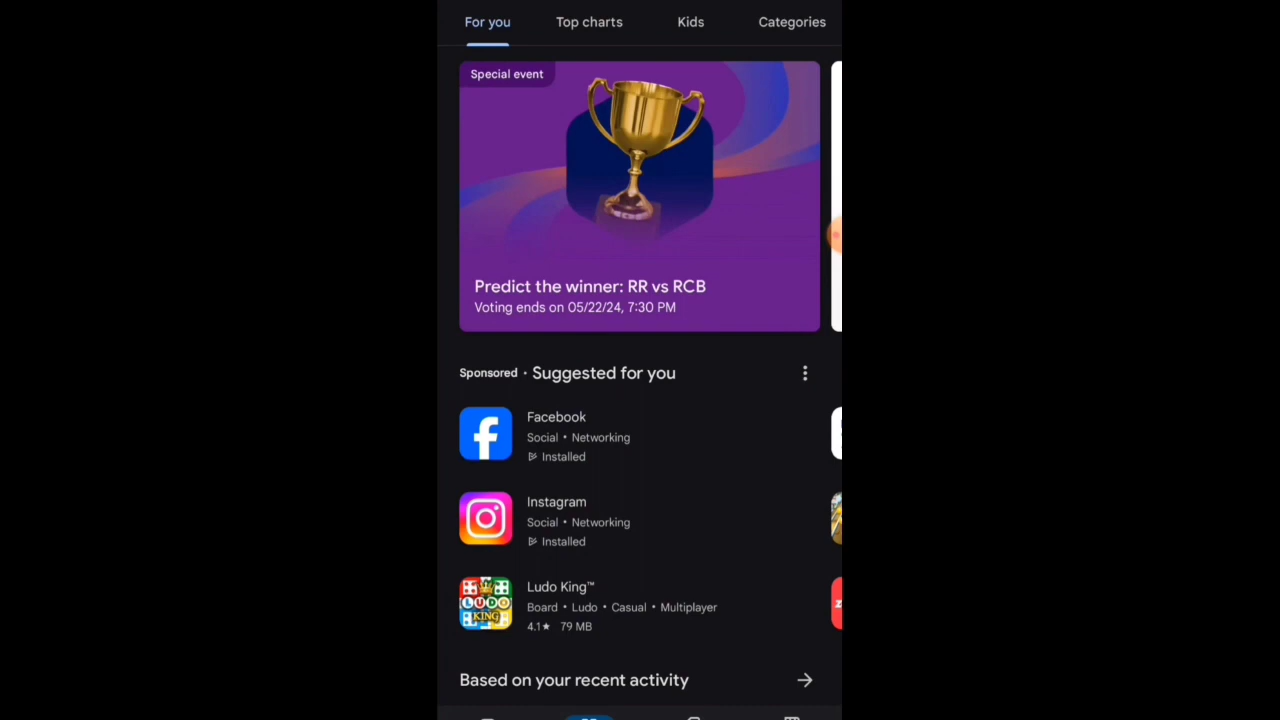 For you Top charts Kids Categories
Special event
Predict the winner: RR vs RCB
Voting ends on 05/22/24, 7:30 PM
Sponsored · Suggested for you
Facebook
Social • Networking
Installed
Instagram
Social • Networking
Installed
LUDO
KING
Ludo King™
Board • Ludo • Casual • Multiplayer
4.1★ 79 MB
Based on your recent activity